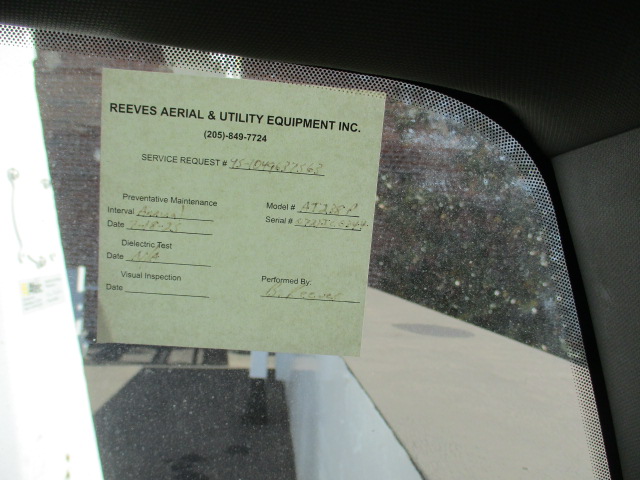 REEVES AERIAL & UTILITY EQUIPMENT INC.
(205)-849-7724
SERVICE REQUEST #
Preventative Maintenance
Interval Annual
Date
Model #
Serial #
Dielectric Test
Date N/A
Visual Inspection
Date
Performed By: